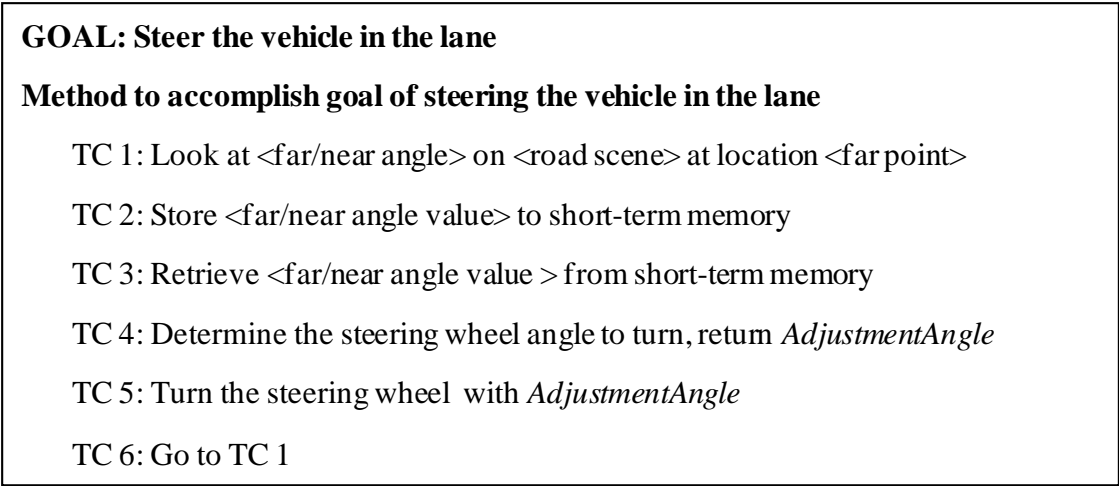 GOAL: Steer the vehicle in the lane
Method to accomplish goal of steering the vehicle in the lane
TC 1: Look at <far/near angle> on <road scene> at location <far point>
TC 2: Store <far/near angle value> to short-term memory
TC 3: Retrieve <far/near angle value > from short-term memory
TC 4: Determine the steering wheel angle to turn, return AdjustmentAngle
TC 5: Turn the steering wheel with AdjustmentAngle
TC 6: Go to TC 1